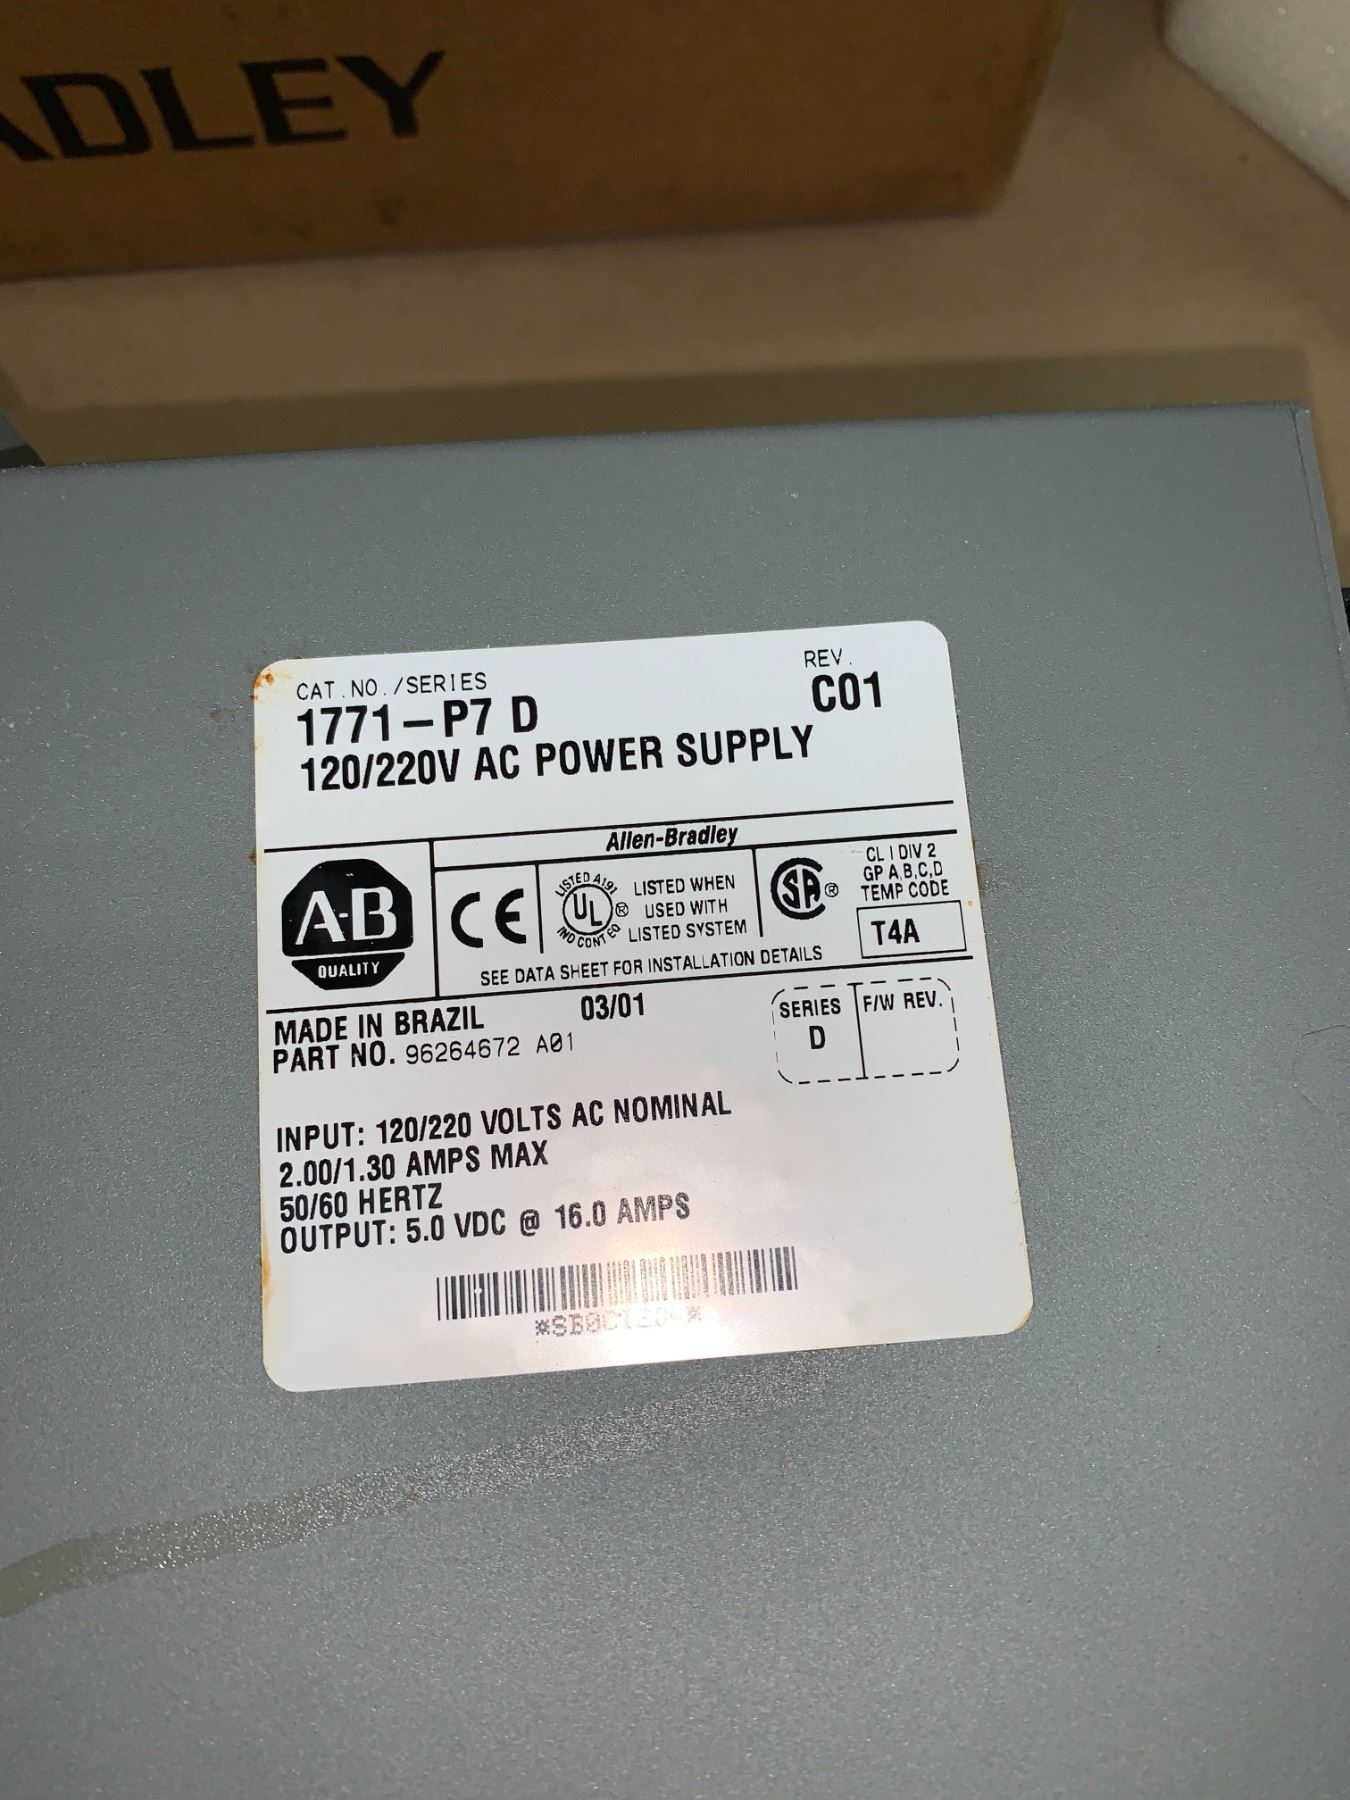 ADLEY
CAT.NO./SERIES
REV.
1771-P7 D
C01
120/220V AC POWER SUPPLY
Allen-Bradley
A-B
QUALITY
CE
LISTED A191
UL
IND CONT EQ
®
LISTED WHEN
USED WITH
LISTED SYSTEM
SA ®
CL I DIV 2
GP A,B,C,D
TEMP CODE
T4A
SEE DATA SHEET FOR INSTALLATION DETAILS
MADE IN BRAZIL
03/01
PART NO. 96264672 A01
SERIES
D
F/W REV.
INPUT: 120/220 VOLTS AC NOMINAL
2.00/1.30 AMPS MAX
50/60 HERTZ
OUTPUT: 5.0 VDC @ 16.0 AMPS